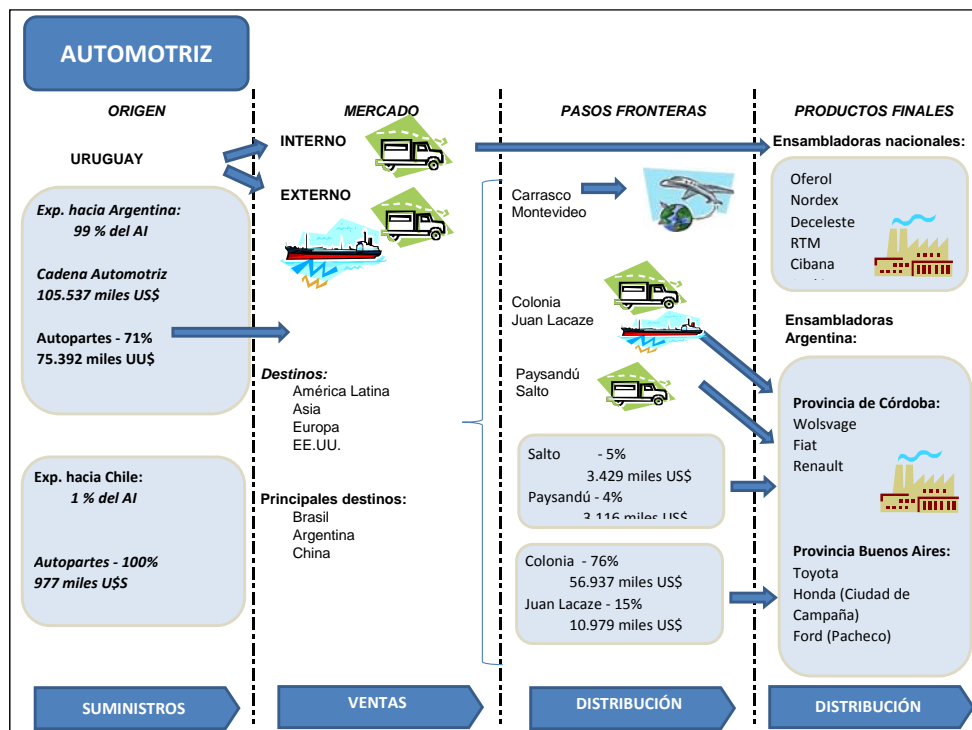 AUTOMOTRIZ
ORIGEN
URUGUAY
Exp. hacia Argentina:
99 % del AI
Cadena Automotriz
105.537 miles US$
Autopartes - 71%
75.392 miles UU$
Exp. hacia Chile:
1 % del AI
Autopartes - 100%
977 miles U$S
SUMINISTROS
MERCADO
INTERNO
EXTERNO
Destinos:
América Latina
Asia
Europa
EE.UU.
Principales destinos:
Brasil
Argentina
China
VENTAS
PASOS FRONTERAS
Carrasco
Montevideo
Colonia
Juan Lacaze
Paysandú
Salto
Salto - 5%
3.429 miles US$
Paysandú - 4%
3.116 miles US$
Colonia - 76%
56.937 miles US$
Juan Lacaze - 15%
10.979 miles US$
DISTRIBUCIÓN
PRODUCTOS FINALES
Ensambladoras nacionales:
Oferol
Nordex
Deceleste
RTM
Cibana
Ensambladoras
Argentina:
Provincia de Córdoba:
Wolsvage
Fiat
Renault
Provincia Buenos Aires:
Toyota
Honda (Ciudad de
Campaña)
Ford (Pacheco)
DISTRIBUCIÓN